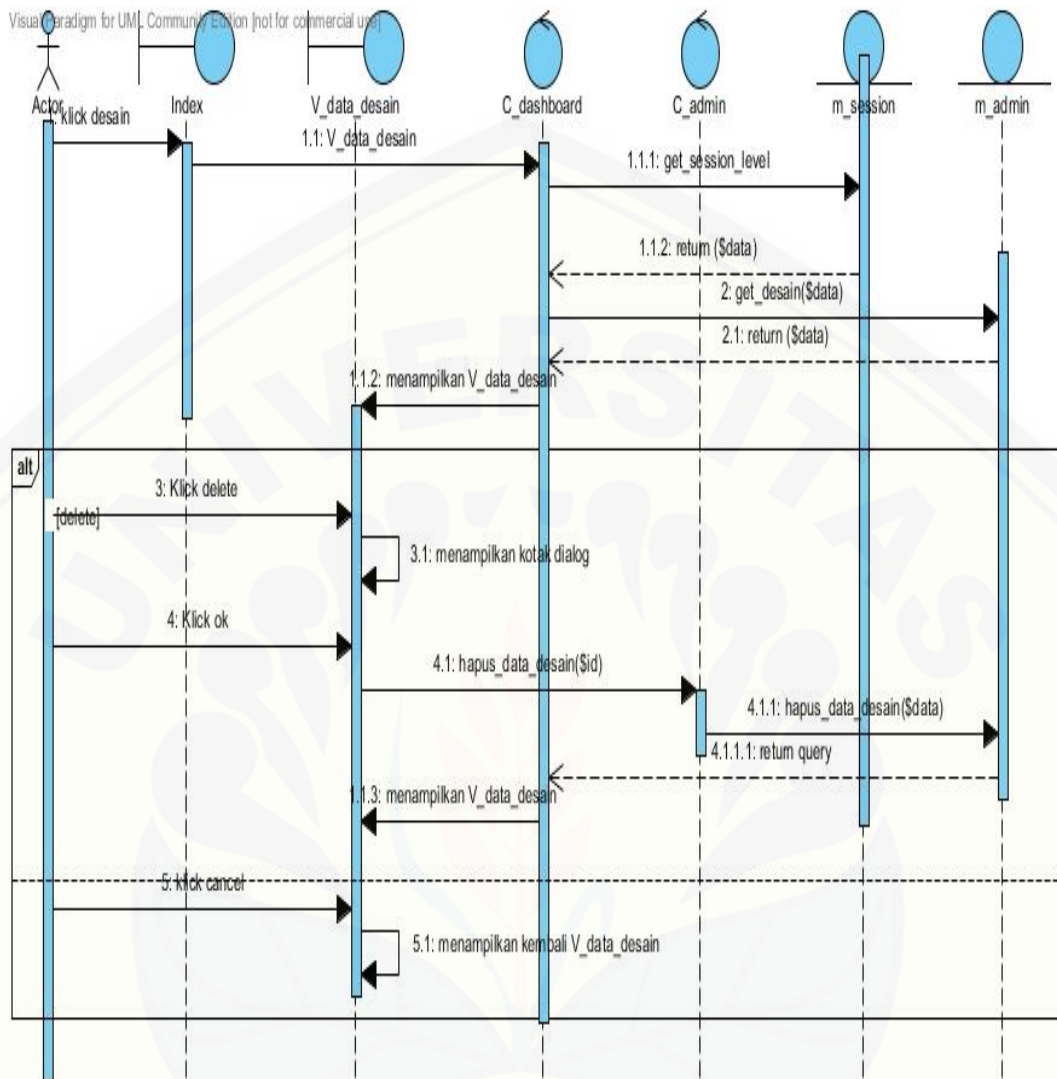 Visual Paradigm for UML Community Edition [not for commercial use]
Actor
Index
V_data_desain
C_dashboard
C_admin
m_session
m_admin
klick desain
1.1: V_data_desain
1.1.1: get_session_level
1.1.2: return ($data)
2: get_desain($data)
2.1: return ($data)
1.1.2: menampilkan V_data_desain
alt
3: Klick delete
[delete]
3.1: menampilkan kotak dialog
4: Klick ok
4.1: hapus_data_desain($id)
4.1.1: hapus_data_desain($data)
4.1.1.1: return query
1.1.3: menampilkan V_data_desain
5: klick cancel
5.1: menampilkan kembali V_data_desain
UNIVERSITAS